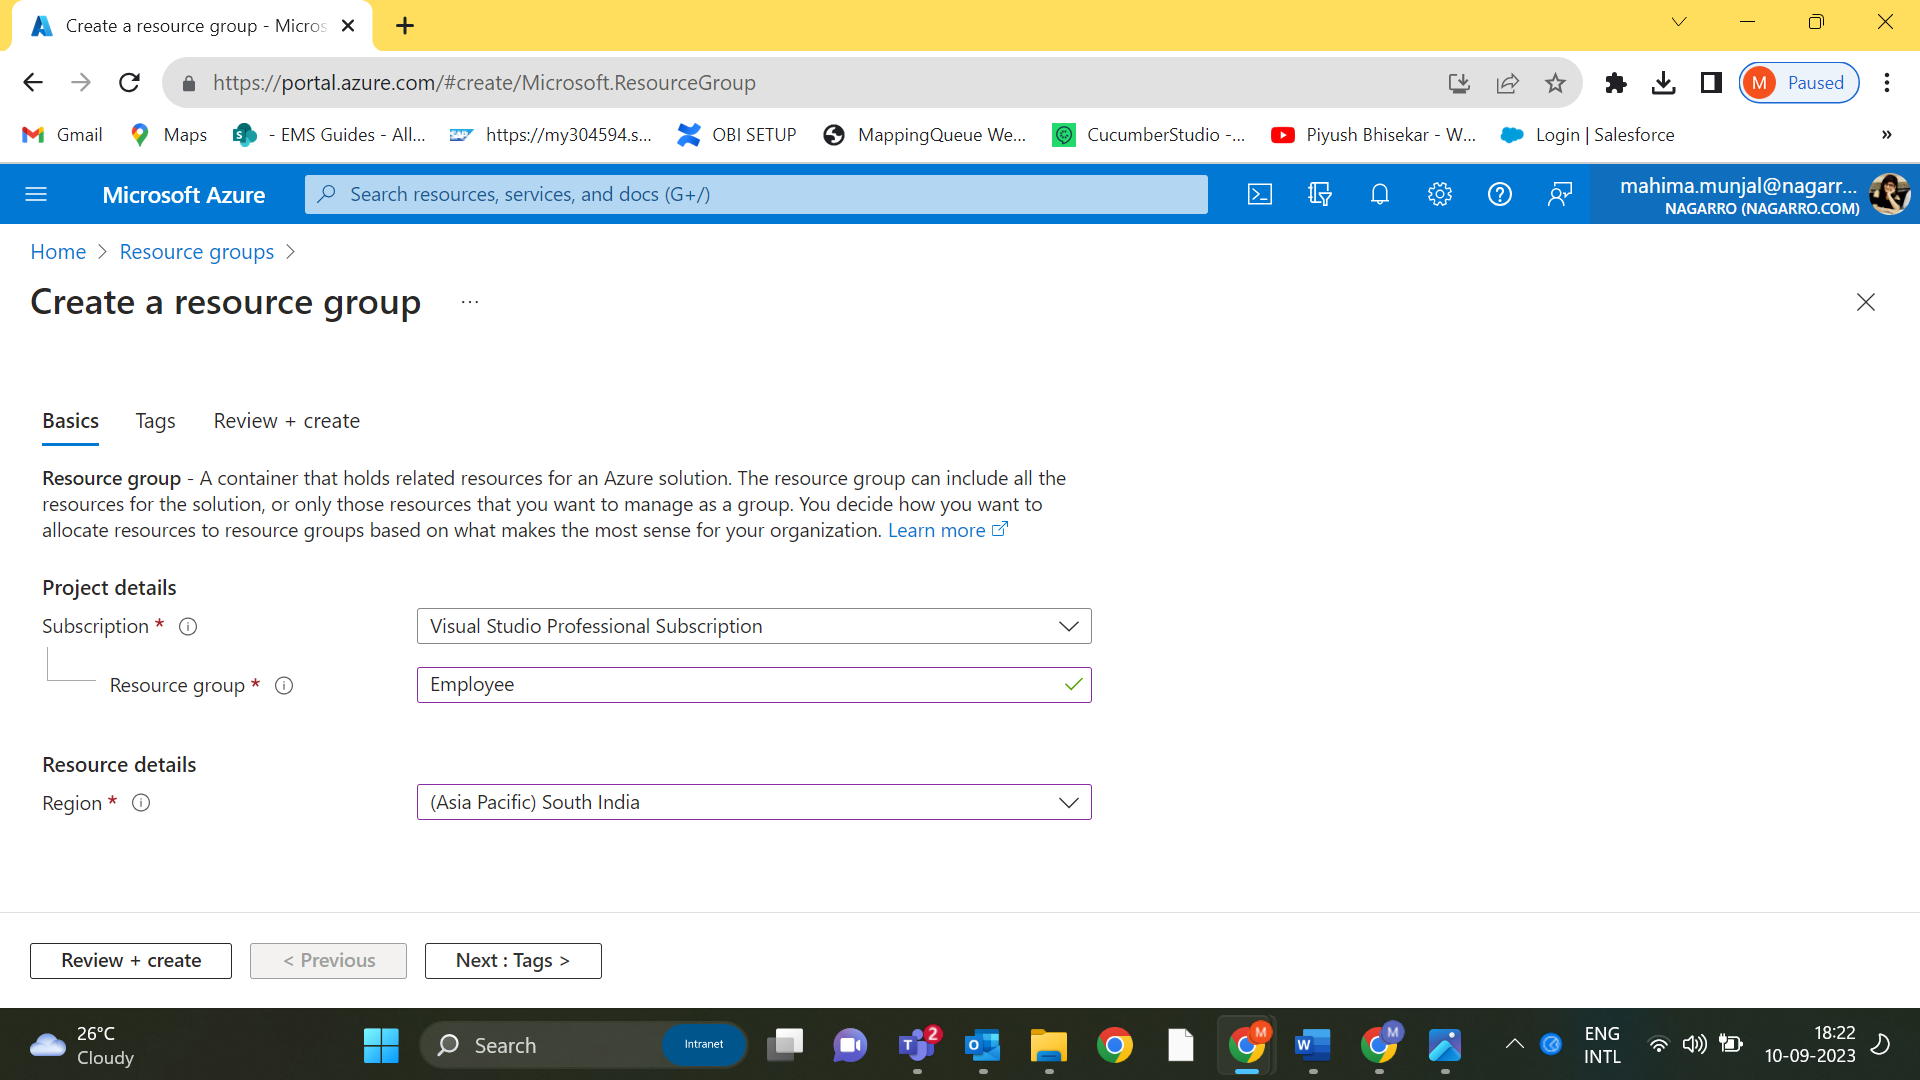 Create a resource group - Micros
https://portal.azure.com/#create/Microsoft.ResourceGroup
M Paused
Gmail Maps - EMS Guides - All... https://my304594.s... OBI SETUP MappingQueue We... CucumberStudio -... Piyush Bhisekar - W... Login | Salesforce »
Microsoft Azure Search resources, services, and docs (G+/) mahima.munjal@nagarr...
NAGARRO (NAGARRO.COM)
Home > Resource groups >
Create a resource group ...
Basics Tags Review + create
Resource group - A container that holds related resources for an Azure solution. The resource group can include all the
resources for the solution, or only those resources that you want to manage as a group. You decide how you want to
allocate resources to resource groups based on what makes the most sense for your organization. Learn more
Project details
Subscription * Visual Studio Professional Subscription
Resource group * Employee
Resource details
Region * (Asia Pacific) South India
Review + create < Previous Next : Tags >
26°C
Cloudy
Search Intranet
2
M
M
ENG
INTL
18:22
10-09-2023